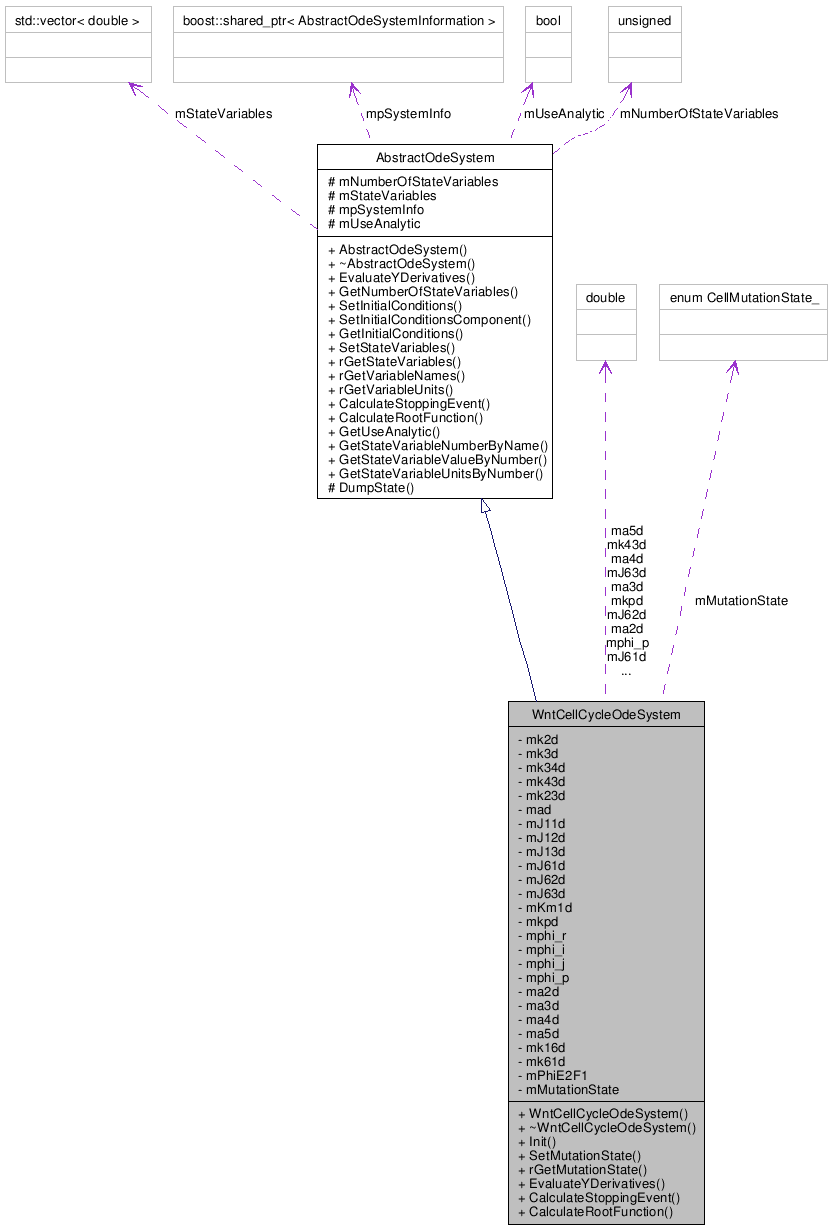 std::vector< double >
boost::shared_ptr< AbstractOdeSystemInformation >
bool
unsigned
mStateVariables
mpSystemInfo
mUseAnalytic
mNumberOfStateVariables
AbstractOdeSystem
# mNumberOfStateVariables
# mStateVariables
# mpSystemInfo
# mUseAnalytic
+ AbstractOdeSystem()
+ ~AbstractOdeSystem()
+ EvaluateYDerivatives()
+ GetNumberOfStateVariables()
+ SetInitialConditions()
+ SetInitialConditionsComponent()
+ GetInitialConditions()
+ SetStateVariables()
+ rGetStateVariables()
+ rGetVariableNames()
+ rGetVariableUnits()
+ CalculateStoppingEvent()
+ CalculateRootFunction()
+ GetUseAnalytic()
+ GetStateVariableNumberByName()
+ GetStateVariableValueByNumber()
+ GetStateVariableUnitsByNumber()
# DumpState()
double
enum CellMutationState_
ma5d
mk43d
ma4d
mJ63d
ma3d
mkpd
mJ62d
ma2d
mphi_p
mJ61d
...
mMutationState
WntCellCycleOdeSystem
- mk2d
- mk3d
- mk34d
- mk43d
- mk23d
- mad
- mJ11d
- mJ12d
- mJ13d
- mJ61d
- mJ62d
- mJ63d
- mKm1d
- mkpd
- mphi_r
- mphi_i
- mphi_j
- mphi_p
- ma2d
- ma3d
- ma4d
- ma5d
- mk16d
- mk61d
- mPhiE2F1
- mMutationState
+ WntCellCycleOdeSystem()
+ ~WntCellCycleOdeSystem()
+ Init()
+ SetMutationState()
+ rGetMutationState()
+ EvaluateYDerivatives()
+ CalculateStoppingEvent()
+ CalculateRootFunction()